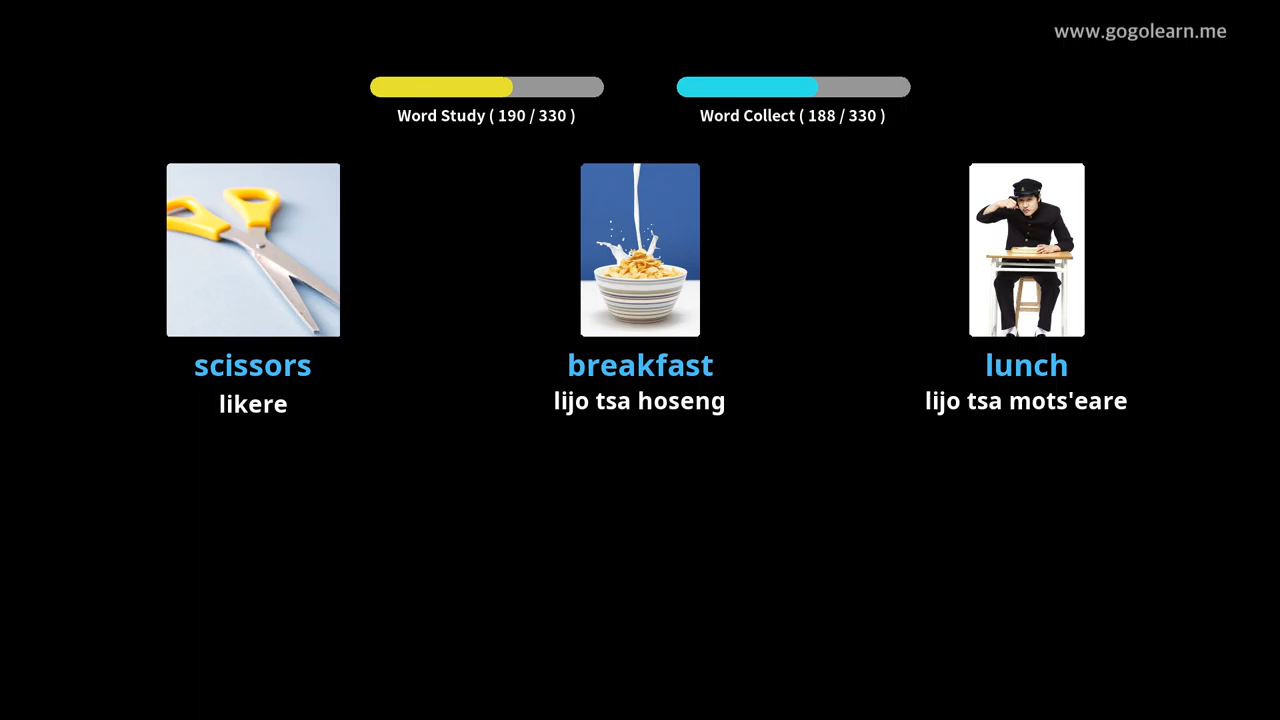 www.gogolearn.me
Word Study ( 190 / 330 )
Word Collect ( 188 / 330 )
scissors
likere
breakfast
lijo tsa hoseng
lunch
lijo tsa mots'eare